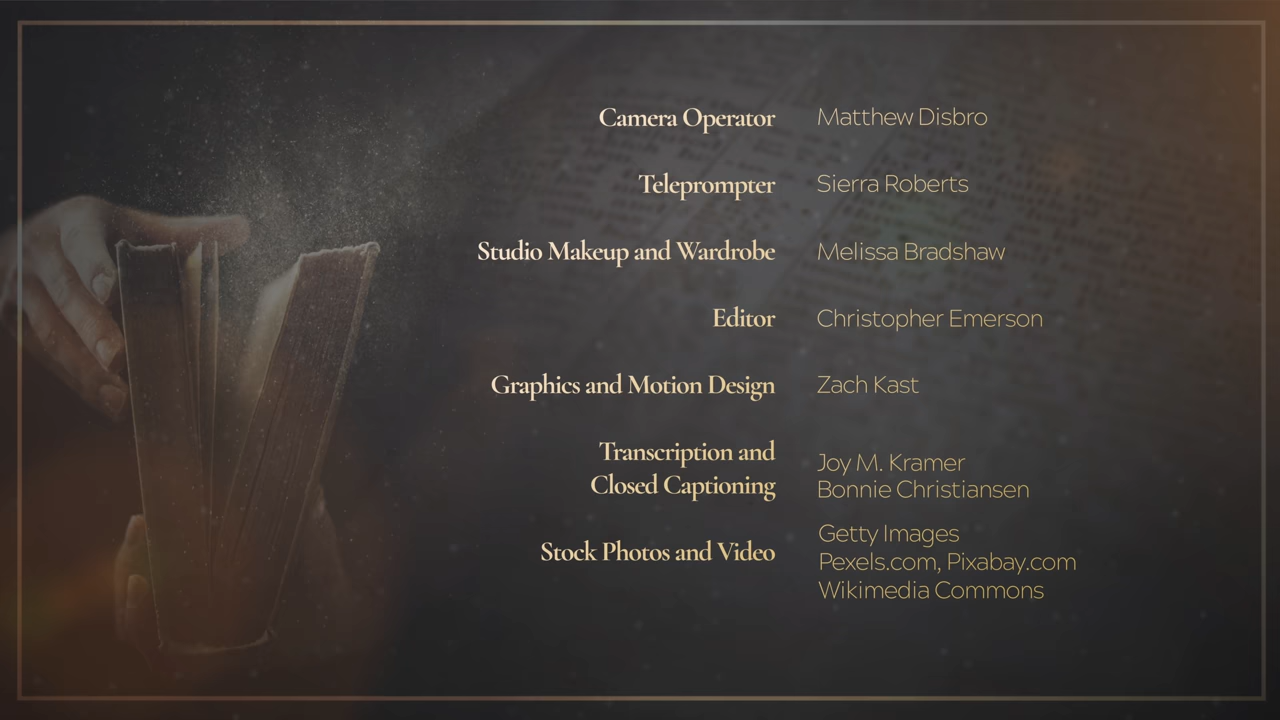 Camera Operator Matthew Disbro
Teleprompter Sierra Roberts
Studio Makeup and Wardrobe Melissa Bradshaw
Editor Christopher Emerson
Graphics and Motion Design Zach Kast
Transcription and
Closed Captioning
Joy M. Kramer
Bonnie Christiansen
Stock Photos and Video
Getty Images
Pexels.com, Pixabay.com
Wikimedia Commons